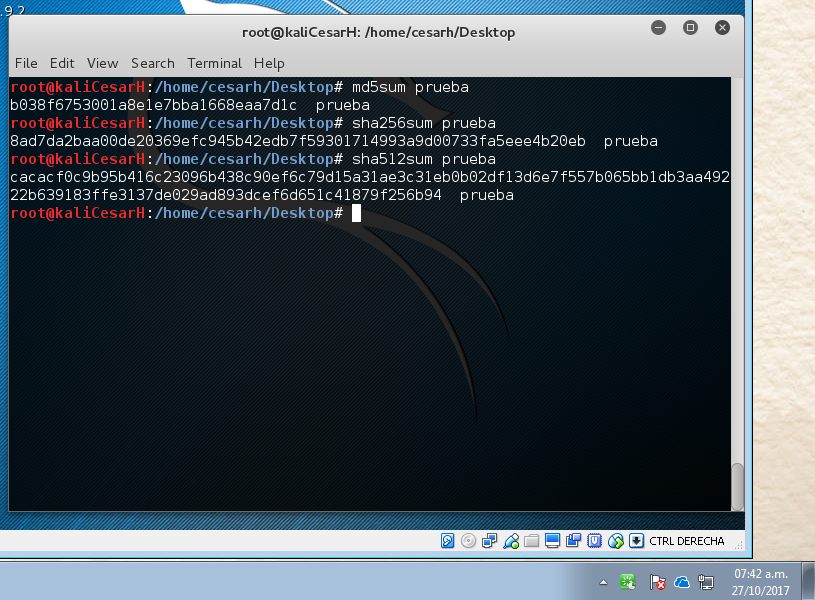 .9.2
root@kaliCesarH: /home/cesarh/Desktop
File Edit View Search Terminal Help
root@kaliCesarH:/home/cesarh/Desktop# md5sum prueba
b038f6753001a8e1e7bba1668eaa7d1c  prueba
root@kaliCesarH:/home/cesarh/Desktop# sha256sum prueba
8ad7da2baa00de20369efc945b42edb7f59301714993a9d00733fa5eee4b20eb  prueba
root@kaliCesarH:/home/cesarh/Desktop# sha512sum prueba
cacacf0c9b95b416c23096b438c90ef6c79d15a31ae3c31eb0b02df13d6e7f557b065bb1db3aa492
22b639183ffe3137de029ad893dcef6d651c41879f256b94  prueba
root@kaliCesarH:/home/cesarh/Desktop#
CTRL DERECHA
07:42 a.m.
27/10/2017